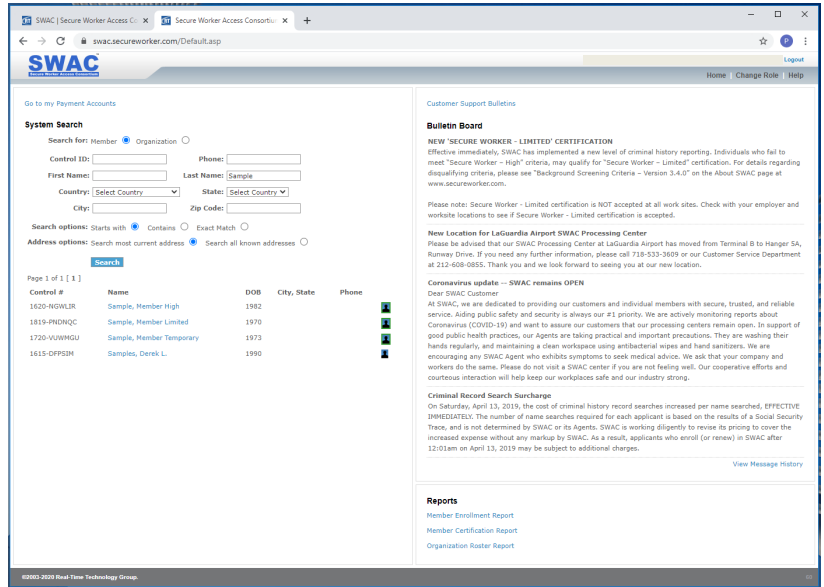 SWAC | Secure Worker Access Co
Secure Worker Access Consortiu
swac.secureworker.com/Default.asp
P
SWAC
Secure Worker Access Consortium
Logout
Home | Change Role | Help
Go to my Payment Accounts
System Search
Search for: Member Organization
Control ID: Phone:
First Name: Last Name: Sample
Country: Select Country State: Select Country
City: Zip Code:
Search options: Starts with Contains Exact Match
Address options: Search most current address Search all known addresses
Search
Page 1 of 1 [ 1 ]
Control # Name DOB City, State Phone
1620-NGWLIR Sample, Member High 1982
1819-PNDNQC Sample, Member Limited 1970
1720-VUWMGU Sample, Member Temporary 1973
1615-DFPSIM Samples, Derek L. 1990
Customer Support Bulletins
Bulletin Board
NEW 'SECURE WORKER - LIMITED' CERTIFICATION
Effective immediately, SWAC has implemented a new level of criminal history reporting. Individuals who fail to
meet "Secure Worker – High" criteria, may qualify for "Secure Worker – Limited" certification. For details regarding
disqualifying criteria, please see "Background Screening Criteria – Version 3.4.0" on the About SWAC page at
www.secureworker.com.
Please note: Secure Worker - Limited certification is NOT accepted at all work sites. Check with your employer and
worksite locations to see if Secure Worker - Limited certification is accepted.
New Location for LaGuardia Airport SWAC Processing Center
Please be advised that our SWAC Processing Center at LaGuardia Airport has moved from Terminal B to Hanger 5A,
Runway Drive. If you need any further information, please call 718-533-3609 or our Customer Service Department
at 212-608-0855. Thank you and we look forward to seeing you at our new location.
Coronavirus update -- SWAC remains OPEN
Dear SWAC Customer
At SWAC, we are dedicated to providing our customers and individual members with secure, trusted, and reliable
service. Aiding public safety and security is always our #1 priority. We are actively monitoring reports about
Coronavirus (COVID-19) and want to assure our customers that our processing centers remain open. In support of
good public health practices, our Agents are taking practical and important precautions. They are washing their
hands regularly, and maintaining a clean workspace using antibacterial wipes and hand sanitizers. We are
encouraging any SWAC Agent who exhibits symptoms to seek medical advice. We ask that your company and
workers do the same. Please do not visit a SWAC center if you are not feeling well. Our cooperative efforts and
courteous interaction will help keep our workplaces safe and our industry strong.
Criminal Record Search Surcharge
On Saturday, April 13, 2019, the cost of criminal history record searches increased per name searched, EFFECTIVE
IMMEDIATELY. The number of name searches required for each applicant is based on the results of a Social Security
Trace, and is not determined by SWAC or its Agents. SWAC is working diligently to revise its pricing to cover the
increased expense without any markup by SWAC. As a result, applicants who enroll (or renew) in SWAC after
12:01am on April 13, 2019 may be subject to additional charges.
View Message History
Reports
Member Enrollment Report
Member Certification Report
Organization Roster Report
©2003-2020 Real-Time Technology Group.